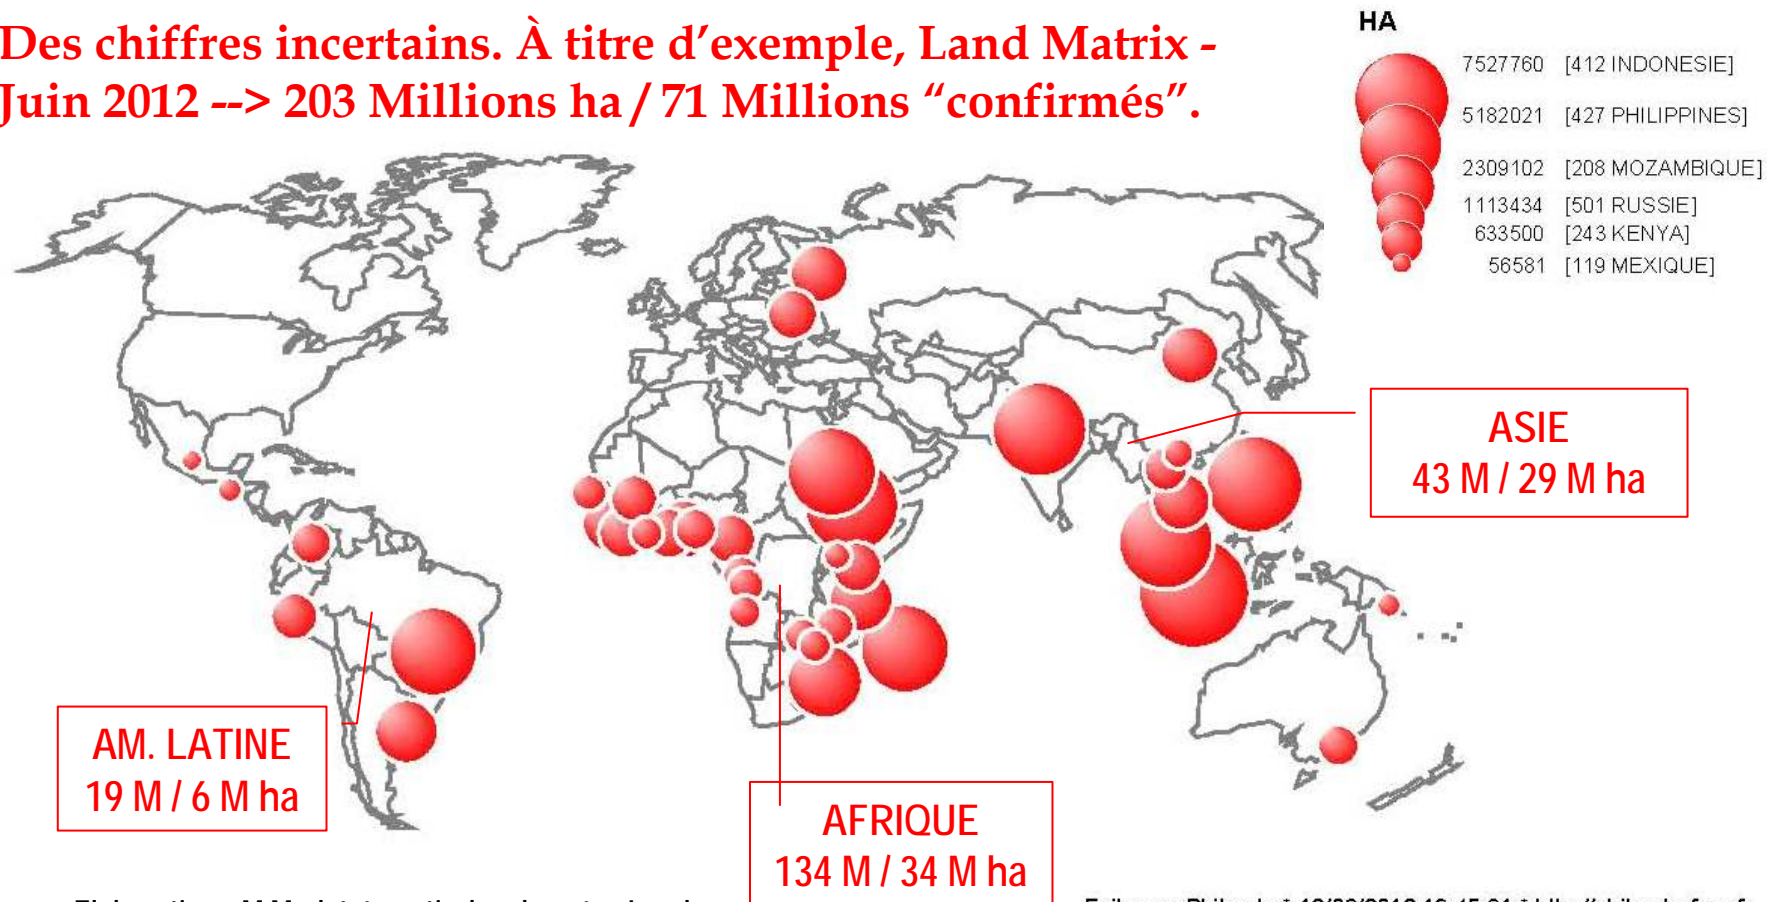 Des chiffres incertains. À titre d’exemple, Land Matrix -
Juin 2012 --> 203 Millions ha / 71 Millions “confirmés”.
HA
7527760 [412 INDONESIE]
5182021 [427 PHILIPPINES]
2309102 [208 MOZAMBIQUE]
1113434 [501 RUSSIE]
633500 [243 KENYA]
56581 [119 MEXIQUE]
ASIE
43 M / 29 M ha
AM. LATINE
19 M / 6 M ha
AFRIQUE
134 M / 34 M ha